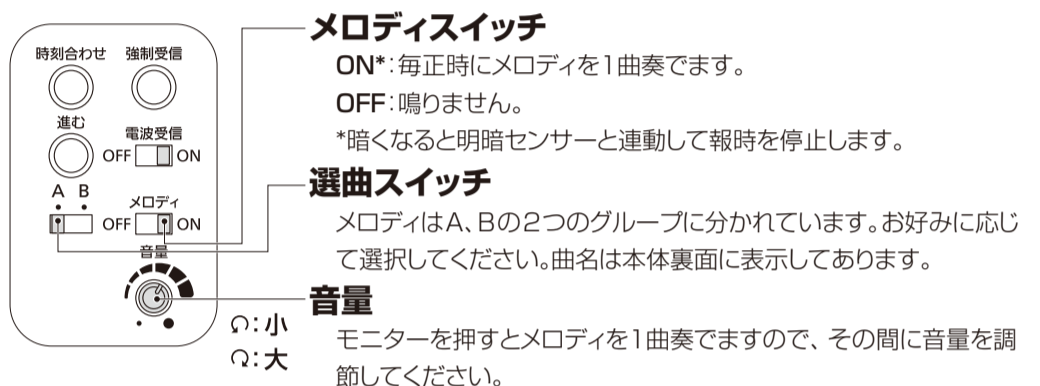 時刻合わせ 強制受信
進む
電波受信
OFF ON
A B
メロディ
OFF ON
音量
メロディスイッチ
ON*:毎正時にメロディを1曲奏でます。
OFF:鳴りません。
*暗くなると明暗センサーと連動して報時を停止します。
選曲スイッチ
メロディはA、Bの2つのグループに分かれています。お好みに応じ
て選択してください。曲名は本体裏面に表示してあります。
音量
:小
:大
モニターを押すとメロディを1曲奏でますので、その間に音量を調
節してください。